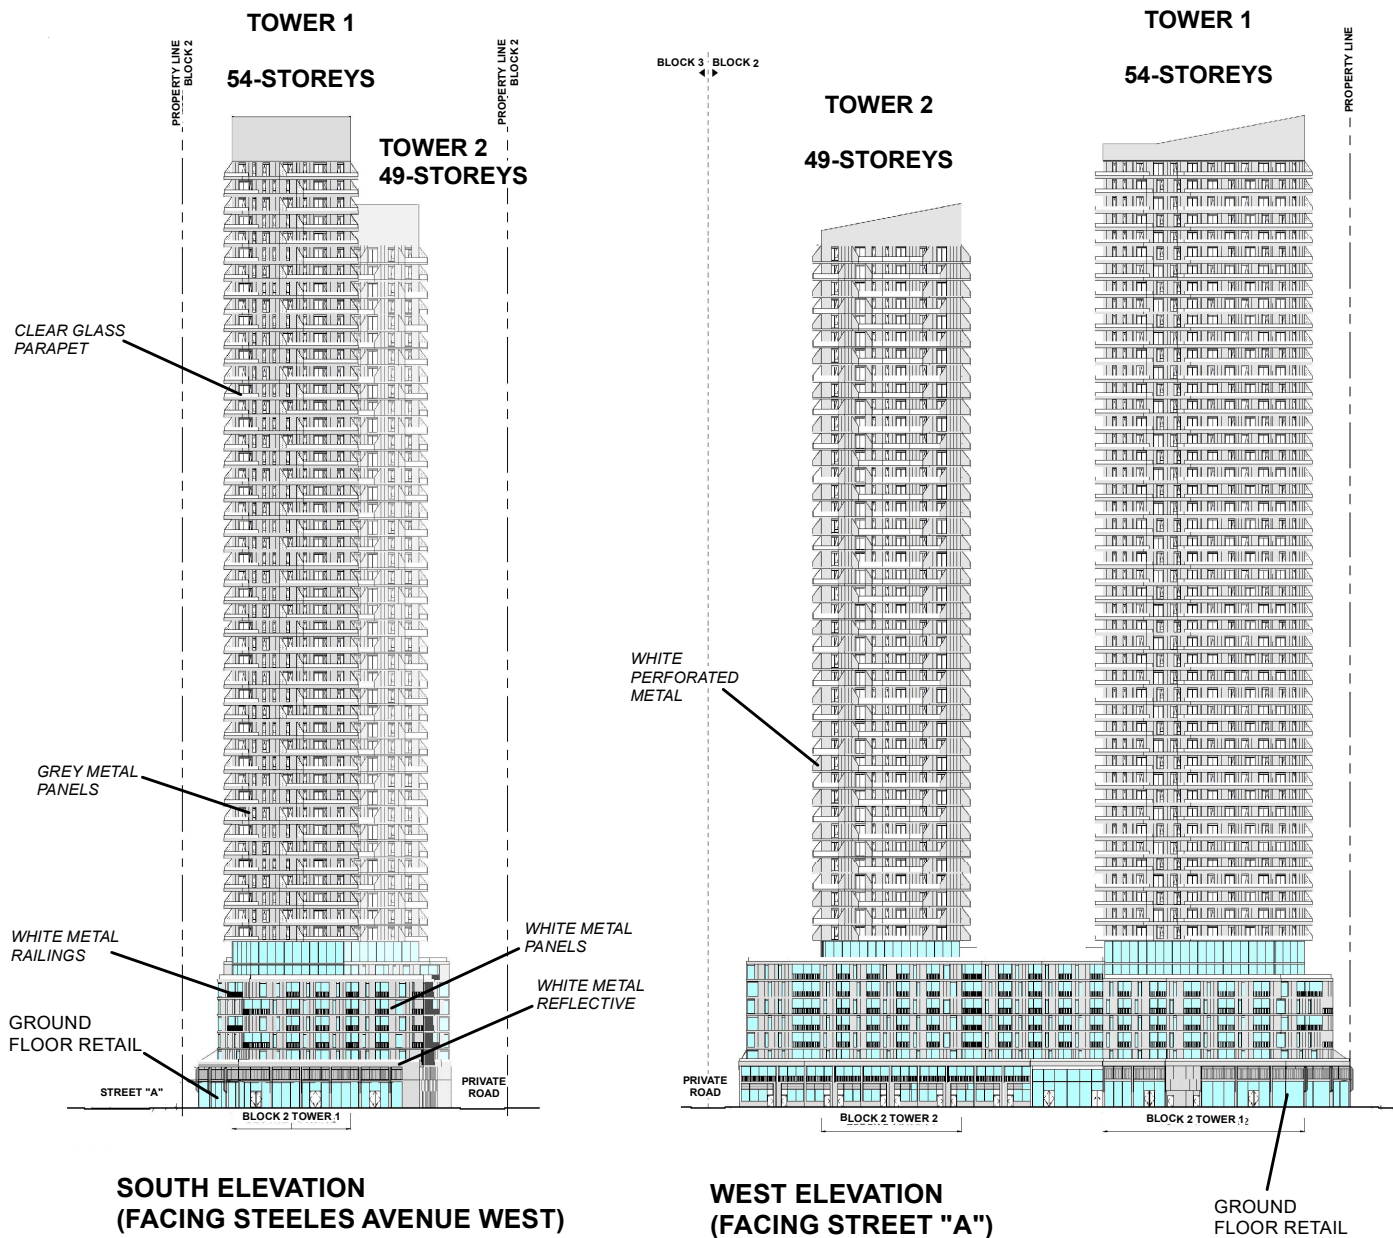 TOWER 1
54-STOREYS
PROPERTY LINE
BLOCK 2
PROPERTY LINE
BLOCK 2
TOWER 2
49-STOREYS
CLEAR GLASS
PARAPET
GREY METAL
PANELS
WHITE METAL
RAILINGS
WHITE METAL
PANELS
WHITE METAL
REFLECTIVE
GROUND
FLOOR RETAIL
STREET "A"
PRIVATE
ROAD
BLOCK 2 TOWER 1
SOUTH ELEVATION
(FACING STEELES AVENUE WEST)
BLOCK 3
BLOCK 2
TOWER 2
49-STOREYS
TOWER 1
54-STOREYS
PROPERTY LINE
WHITE
PERFORATED
METAL
PRIVATE
ROAD
BLOCK 2 TOWER 2
BLOCK 2 TOWER 1
WEST ELEVATION
(FACING STREET "A")
GROUND
FLOOR RETAIL